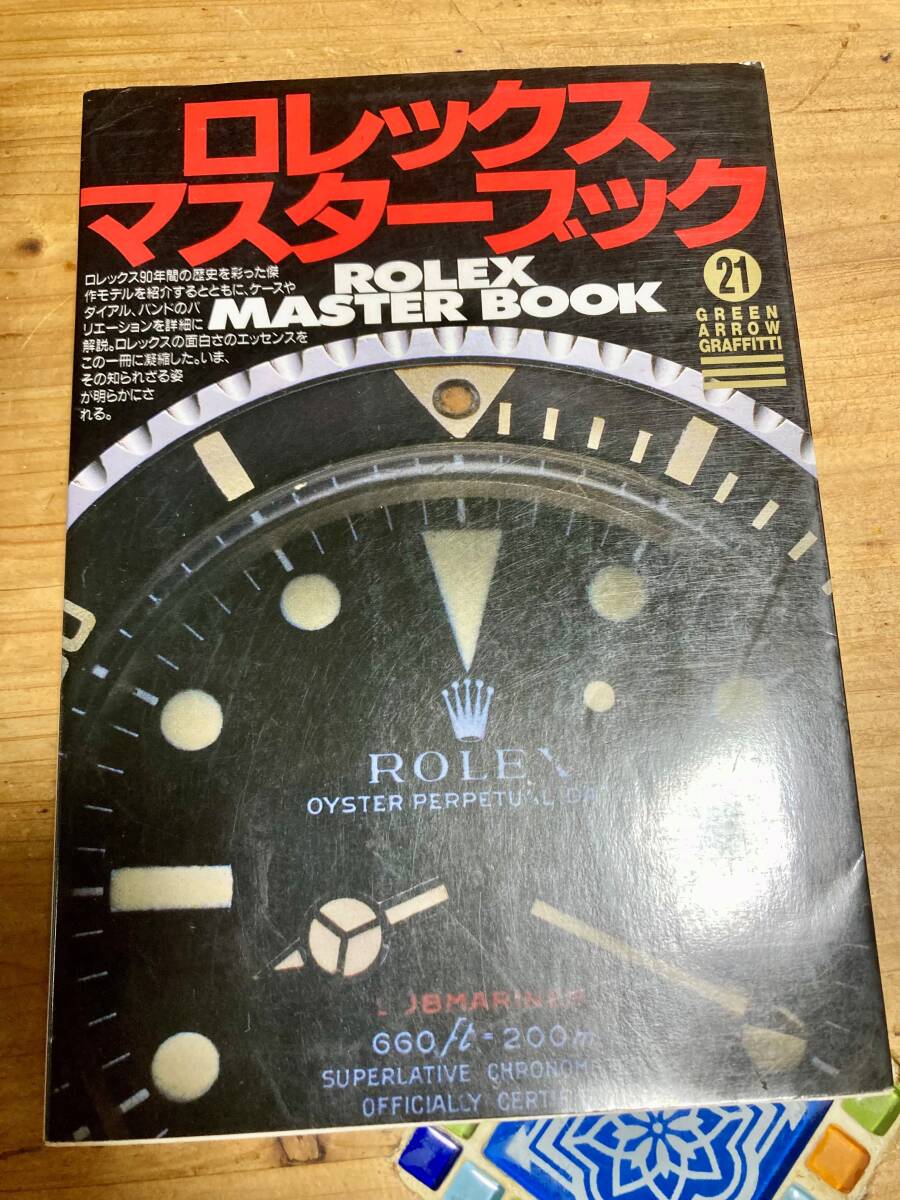 ロレックス
マスターブック
ROLEX
MASTER BOOK
ロレックス90年間の歴史を彩った傑
作モデルを紹介するとともに、ケースや
ダイアル、バンドのバ
リエーションを詳細に
解説。ロレックスの面白さのエッセンスを
この一冊に凝縮した。いま、
その知られざる姿
が明らかにさ
れる。
21
GREEN
ARROW
GRAFFITTI
ROLEX
OYSTER PERPETUAL DA
UBMARINER
660ft=200m
SUPERLATIVE CHRONOM
OFFICIALLY CERTIFI